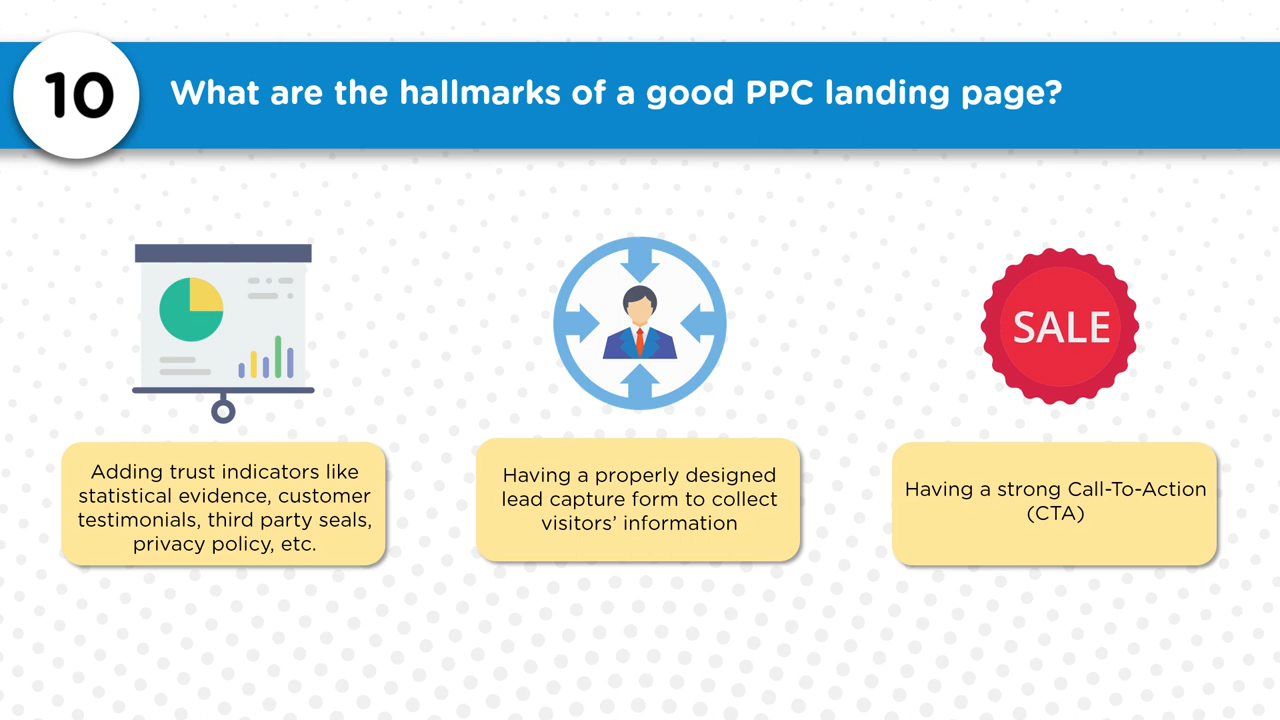 10
What are the hallmarks of a good PPC landing page?
Adding trust indicators like
statistical evidence, customer
testimonials, third party seals,
privacy policy, etc.
Having a properly designed
lead capture form to collect
visitors’ information
SALE
Having a strong Call-To-Action
(CTA)